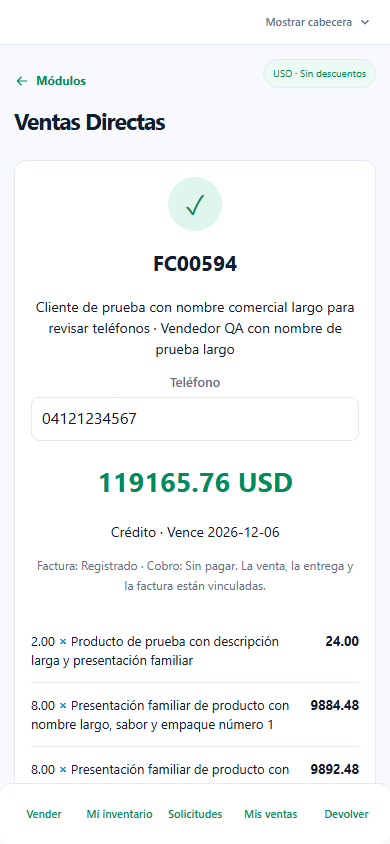 Mostrar cabecera
← Módulos
USD · Sin descuentos
Ventas Directas
✓
FC00594
Cliente de prueba con nombre comercial largo para
revisar teléfonos · Vendedor QA con nombre de
prueba largo
Teléfono
04121234567
119165.76 USD
Crédito · Vence 2026-12-06
Factura: Registrado · Cobro: Sin pagar. La venta, la entrega y
la factura están vinculadas.
2.00 × Producto de prueba con descripción 24.00
larga y presentación familiar
8.00 × Presentación familiar de producto con 9884.48
nombre largo, sabor y empaque número 1
8.00 × Presentación familiar de producto con 9892.48
Vender Mi inventario Solicitudes Mis ventas Devolver